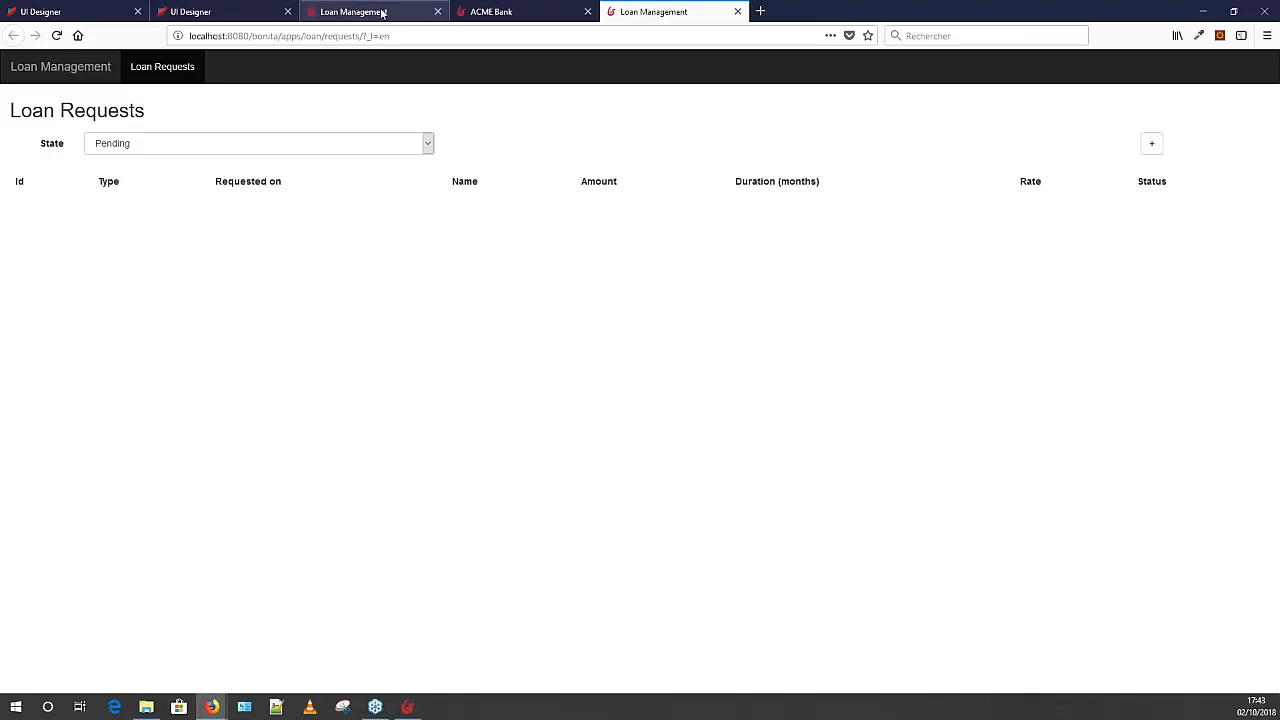 UI Designer UI Designer Loan Management ACME Bank Loan Management
localhost:8080/bonita/apps/loan/requests/?_l=en Rechercher
Loan Management Loan Requests
Loan Requests
State Pending +
Id Type Requested on Name Amount Duration (months) Rate Status
17:43
02/10/2018